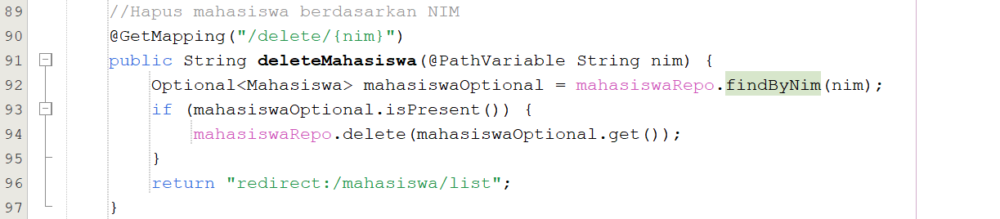 89 //Hapus mahasiswa berdasarkan NIM
90 @GetMapping("/delete/{nim}")
91 public String deleteMahasiswa(@PathVariable String nim) {
92 Optional<Mahasiswa> mahasiswaOptional = mahasiswaRepo.findByNim(nim);
93 if (mahasiswaOptional.isPresent()) {
94 mahasiswaRepo.delete(mahasiswaOptional.get());
95 }
96 return "redirect:/mahasiswa/list";
97 }